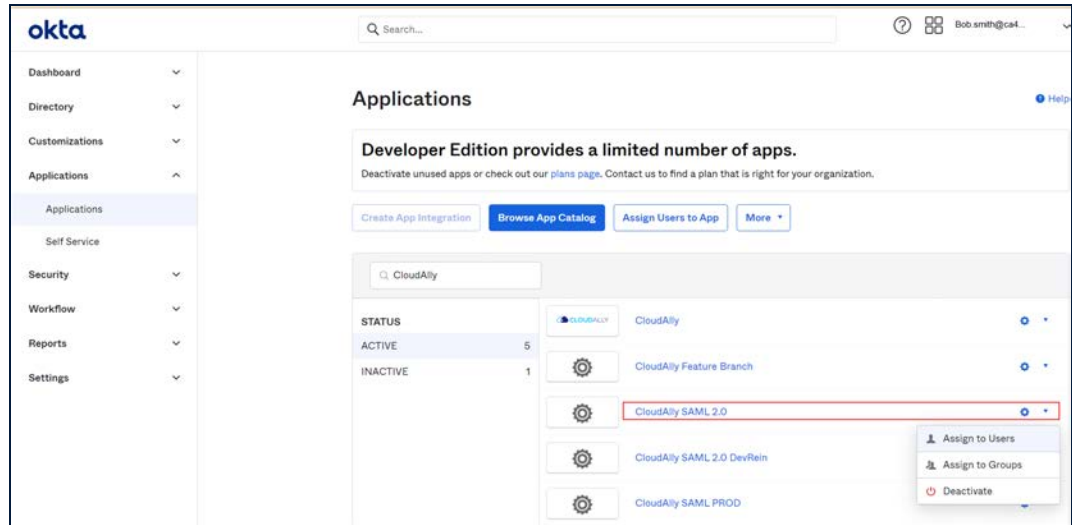 okta
Search...
Bob.smith@ca4...
Dashboard
Directory
Customizations
Applications
Applications
Self Service
Security
Workflow
Reports
Settings
Applications
Help
Developer Edition provides a limited number of apps.
Deactivate unused apps or check out our plans page. Contact us to find a plan that is right for your organization.
Create App Integration
Browse App Catalog
Assign Users to App
More
CloudAlly
STATUS
ACTIVE 5
INACTIVE 1
CLOUDALLY CloudAlly
CloudAlly Feature Branch
CloudAlly SAML 2.0
Assign to Users
Assign to Groups
Deactivate
CloudAlly SAML 2.0 DevRein
CloudAlly SAML PROD